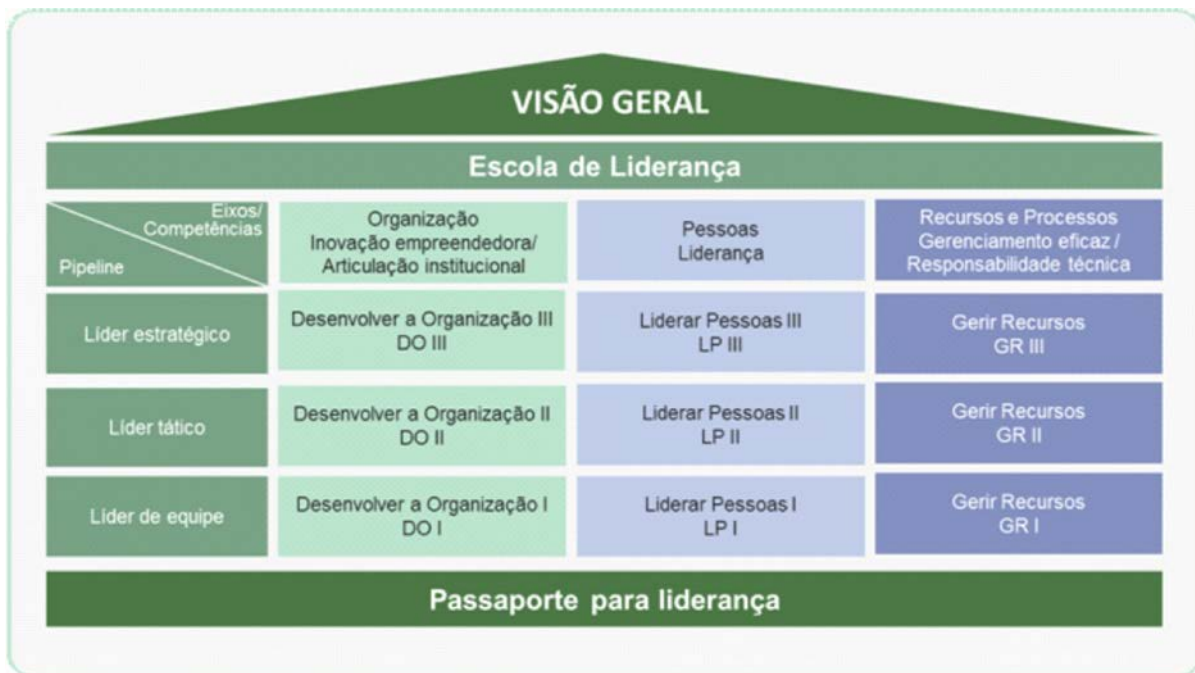 VISÃO GERAL
Escola de Liderança
Eixos/
Competências
Pipeline
Organização
Inovação empreendedora/
Articulação institucional
Pessoas
Liderança
Recursos e Processos
Gerenciamento eficaz /
Responsabilidade técnica
Líder estratégico
Desenvolver a Organização III
DO III
Liderar Pessoas III
LP III
Gerir Recursos
GR III
Líder tático
Desenvolver a Organização II
DO II
Liderar Pessoas II
LP II
Gerir Recursos
GR II
Líder de equipe
Desenvolver a Organização I
DO I
Liderar Pessoas I
LP I
Gerir Recursos
GR I
Passaporte para liderança